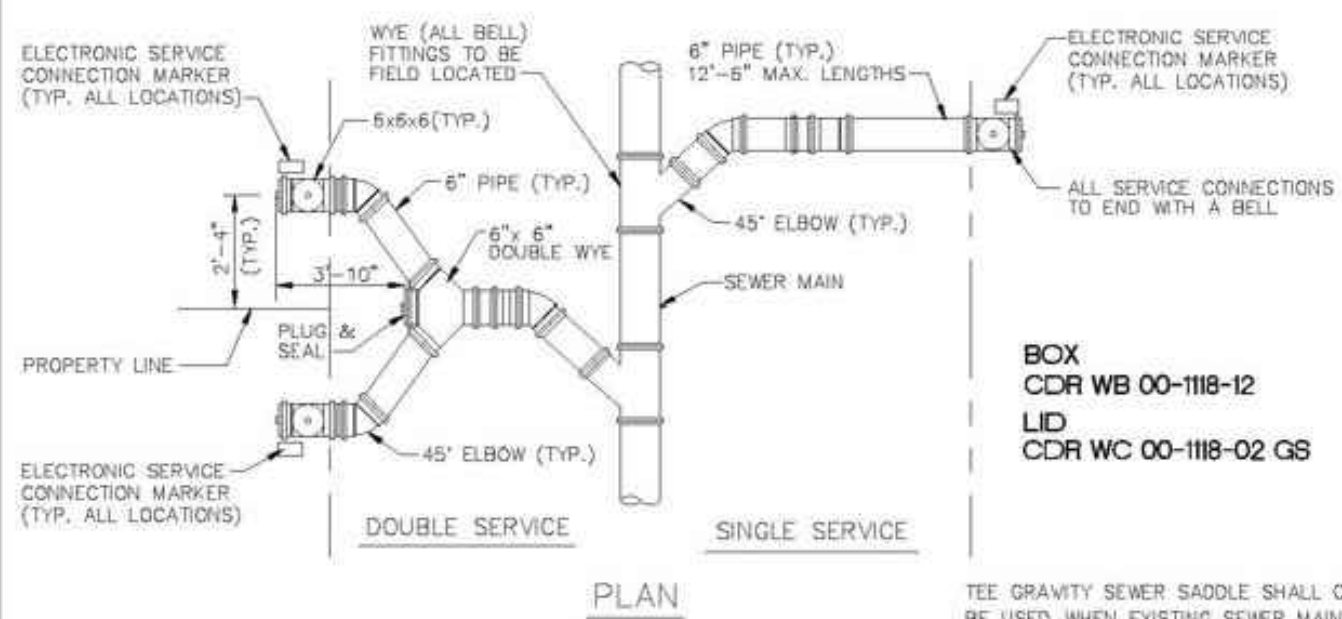 ELECTRONIC SERVICE
CONNECTION MARKER
(TYP. ALL LOCATIONS)
WYE (ALL BELL)
FITTINGS TO BE
FIELD LOCATED
6" PIPE (TYP.)
12'-6" MAX. LENGTHS
ELECTRONIC SERVICE
CONNECTION MARKER
(TYP. ALL LOCATIONS)
6x6x6(TYP.)
6" PIPE (TYP.)
ALL SERVICE CONNECTIONS
TO END WITH A BELL
45° ELBOW (TYP.)
2'-4"
(TYP.)
6"x 6"
DOUBLE WYE
3'-10"
SEWER MAIN
PLUG &
SEAL
PROPERTY LINE
BOX
CDR WB 00-1118-12
LID
CDR WC 00-1118-02 GS
45° ELBOW (TYP.)
ELECTRONIC SERVICE
CONNECTION MARKER
(TYP. ALL LOCATIONS)
DOUBLE SERVICE
SINGLE SERVICE
PLAN
TEE GRAVITY SEWER SADDLE SHALL
BE USED WHEN EXISTING SEWER MAIN